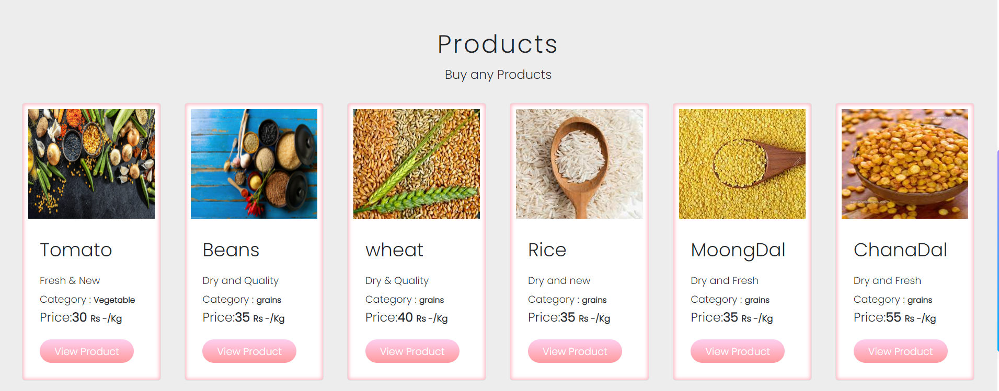 Products
Buy any Products
Tomato
Fresh & New
Category : Vegetable
Price:30 Rs -/Kg
View Product
Beans
Dry and Quality
Category : grains
Price:35 Rs -/Kg
View Product
wheat
Dry & Quality
Category : grains
Price:40 Rs -/Kg
View Product
Rice
Dry and new
Category : grains
Price:35 Rs -/Kg
View Product
MoongDal
Dry and Fresh
Category : grains
Price:35 Rs -/Kg
View Product
secondrecipe
secondrecipe.com
ChanaDal
Dry and Fresh
Category : grains
Price:55 Rs -/Kg
View Product